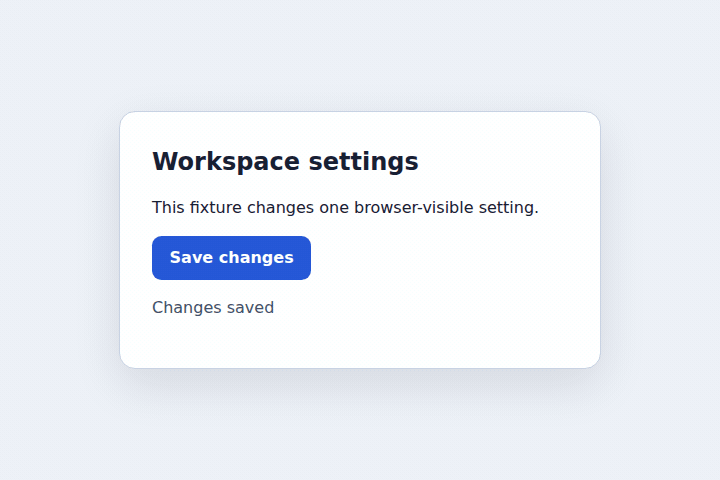 Workspace settings
This fixture changes one browser-visible setting.
Save changes
Changes saved